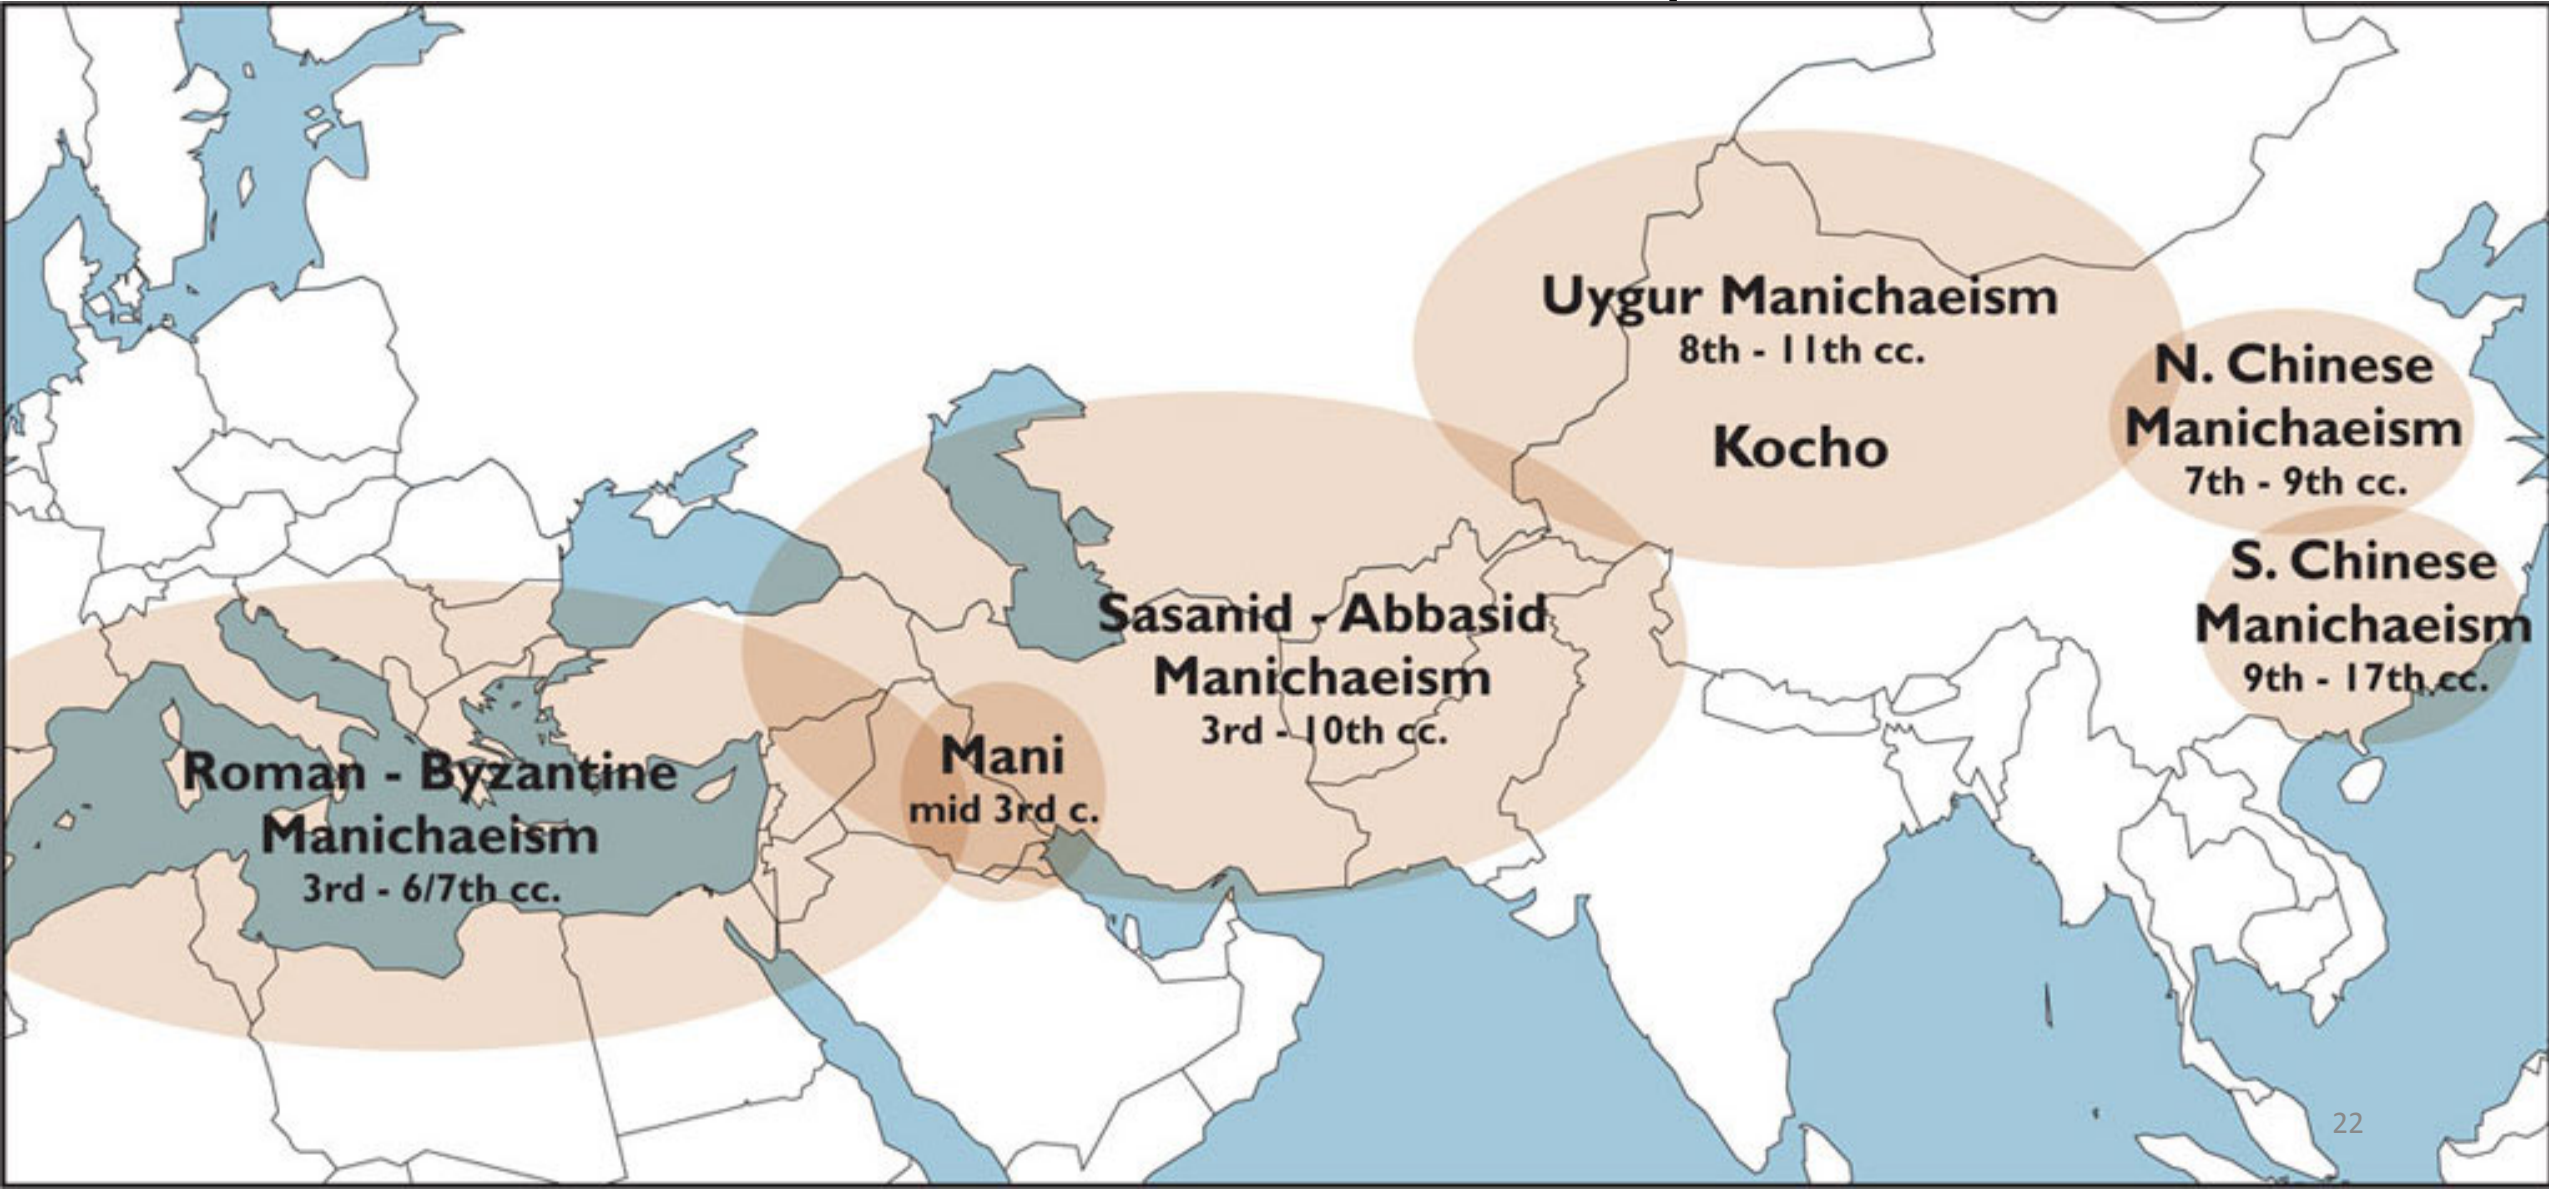 Uygur Manichaeism
8th - 11th cc.
Kocho
N. Chinese
Manichaeism
7th - 9th cc.
S. Chinese
Manichaeism
9th - 17th cc.
Sasanid - Abbasid
Manichaeism
3rd - 10th cc.
Mani
mid 3rd c.
Roman - Byzantine
Manichaeism
3rd - 6/7th cc.
22